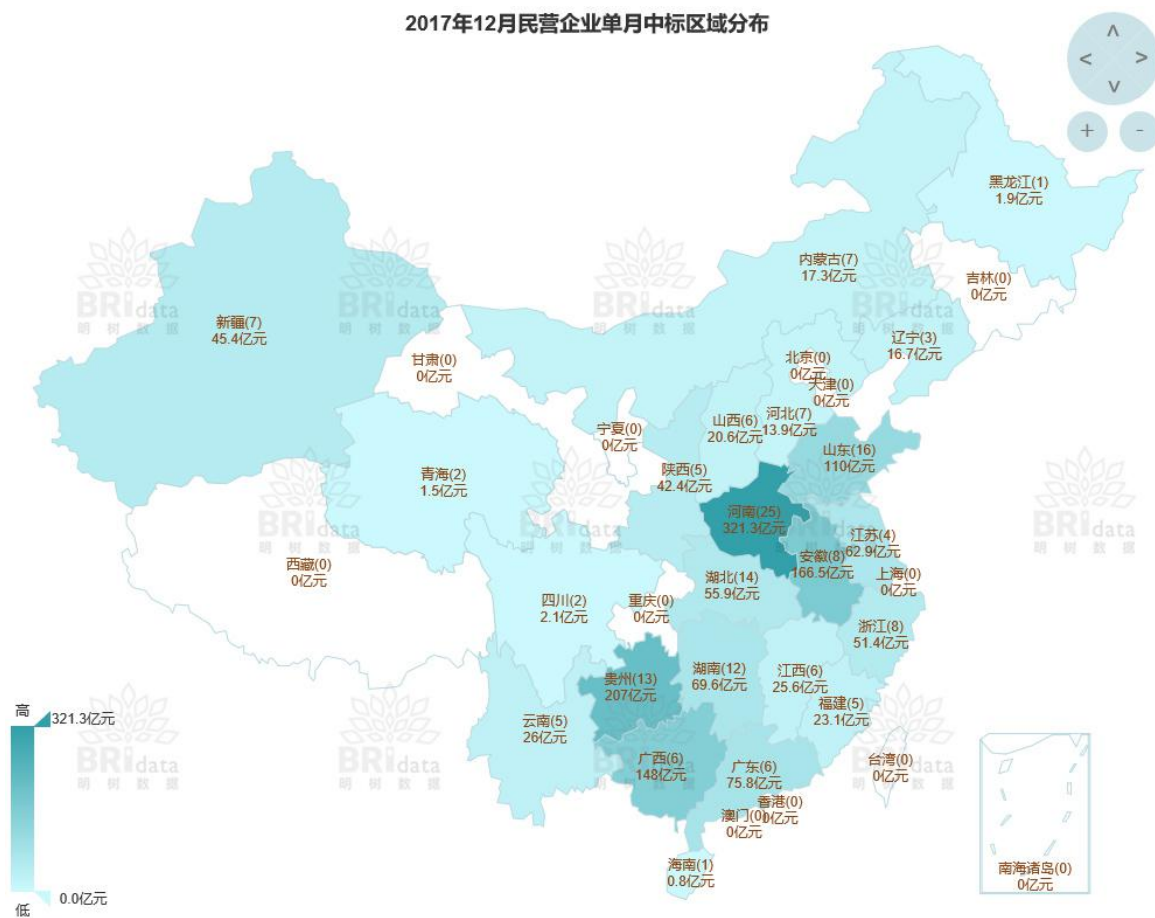 2017年12月民营企业单月中标区域分布
黑龙江(1)
1.9亿元
内蒙古(7)
17.3亿元
吉林(0)
0亿元
新疆(7)
45.4亿元
辽宁(3)
16.7亿元
甘肃(0)
0亿元
北京(0)
0亿元
天津(0)
0亿元
宁夏(0)
0亿元
山西(6)
20.6亿元
河北(7)
13.9亿元
山东(16)
110亿元
青海(2)
1.5亿元
陕西(5)
42.4亿元
河南(25)
321.3亿元
江苏(4)
62.9亿元
安徽(8)
166.5亿元
西藏(0)
0亿元
湖北(14)
55.9亿元
上海(0)
0亿元
四川(2)
2.1亿元
重庆(0)
0亿元
浙江(8)
51.4亿元
贵州(13)
207亿元
湖南(12)
69.6亿元
江西(6)
25.6亿元
福建(5)
23.1亿元
云南(5)
26亿元
广西(6)
148亿元
广东(6)
75.8亿元
台湾(0)
0亿元
香港(0)
0亿元
澳门(0)
0亿元
海南(1)
0.8亿元
南海诸岛(0)
0亿元
高
321.3亿元
0.0亿元
低
BRIdata
明树数据